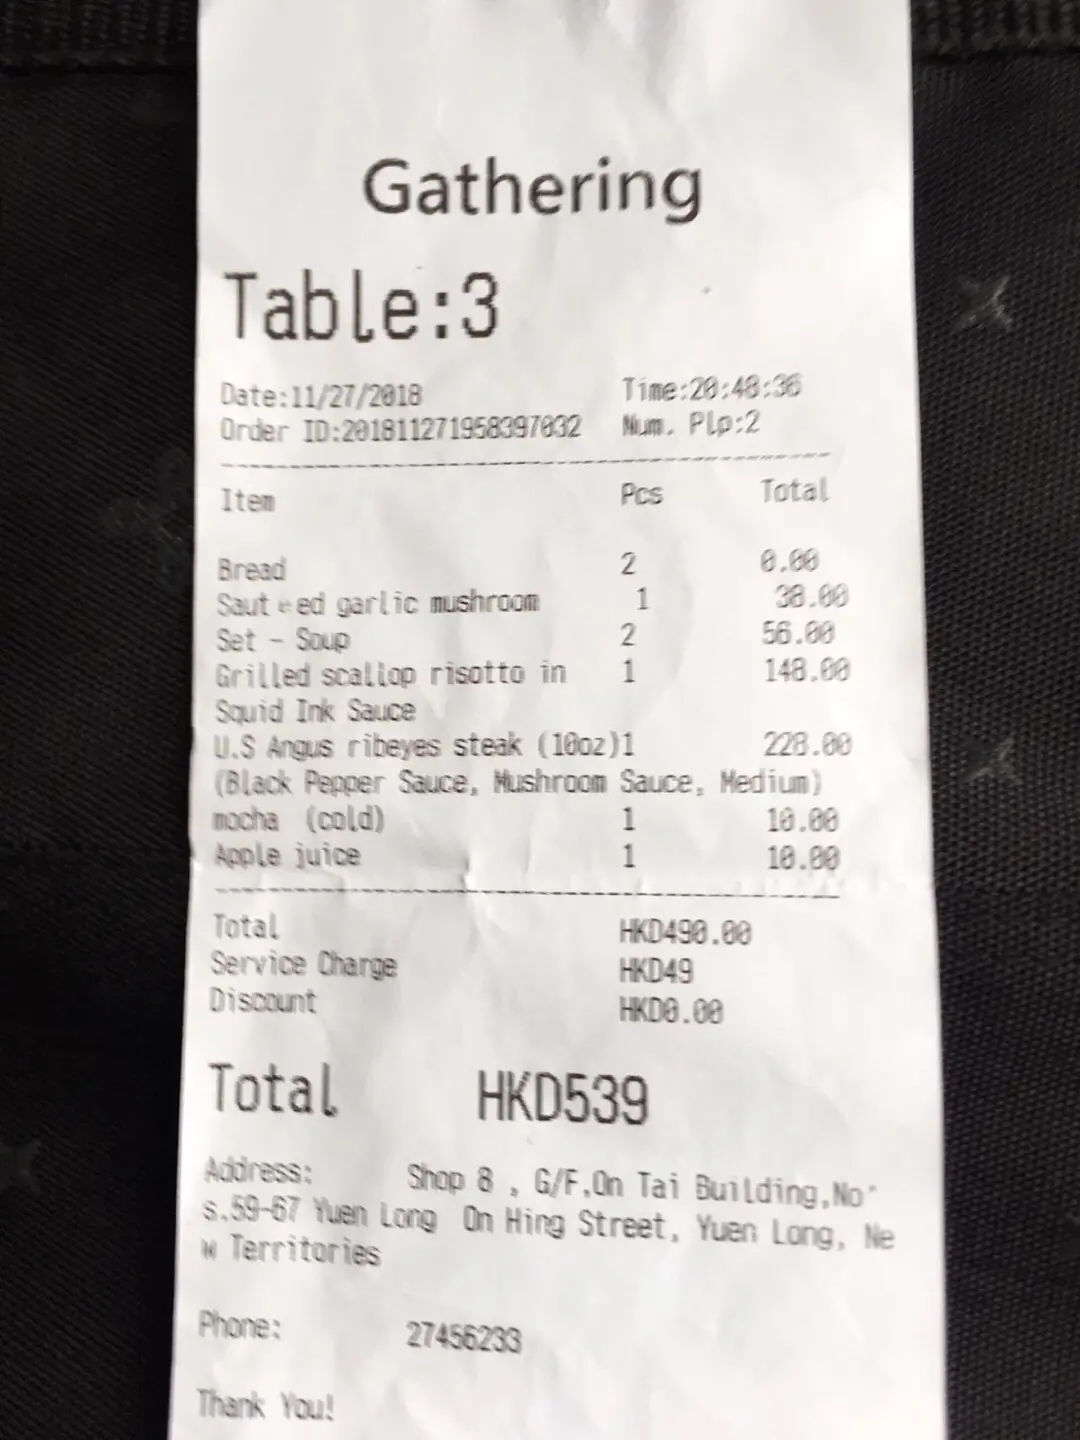 Gathering
Table:3
Date:11/27/2018 Time:20:48:36
Order ID:201811271958397032 Num. Plp:2
Item Pcs Total
Bread 2 0.00
Sauteed garlic mushroom 1 38.00
Set - Soup 2 56.00
Grilled scallop risotto in 1 148.00
Squid Ink Sauce
U.S Angus ribeyes steak (10oz)1 228.00
(Black Pepper Sauce, Mushroom Sauce, Medium)
mocha (cold) 1 10.00
Apple juice 1 10.00
Total HKD490.00
Service Charge HKD49
Discount HKD0.00
Total HKD539
Address: Shop 8 , G/F,On Tai Building,No'
s.59-67 Yuen Long On Hing Street, Yuen Long, Ne
w Territories
Phone: 27456233
Thank You!